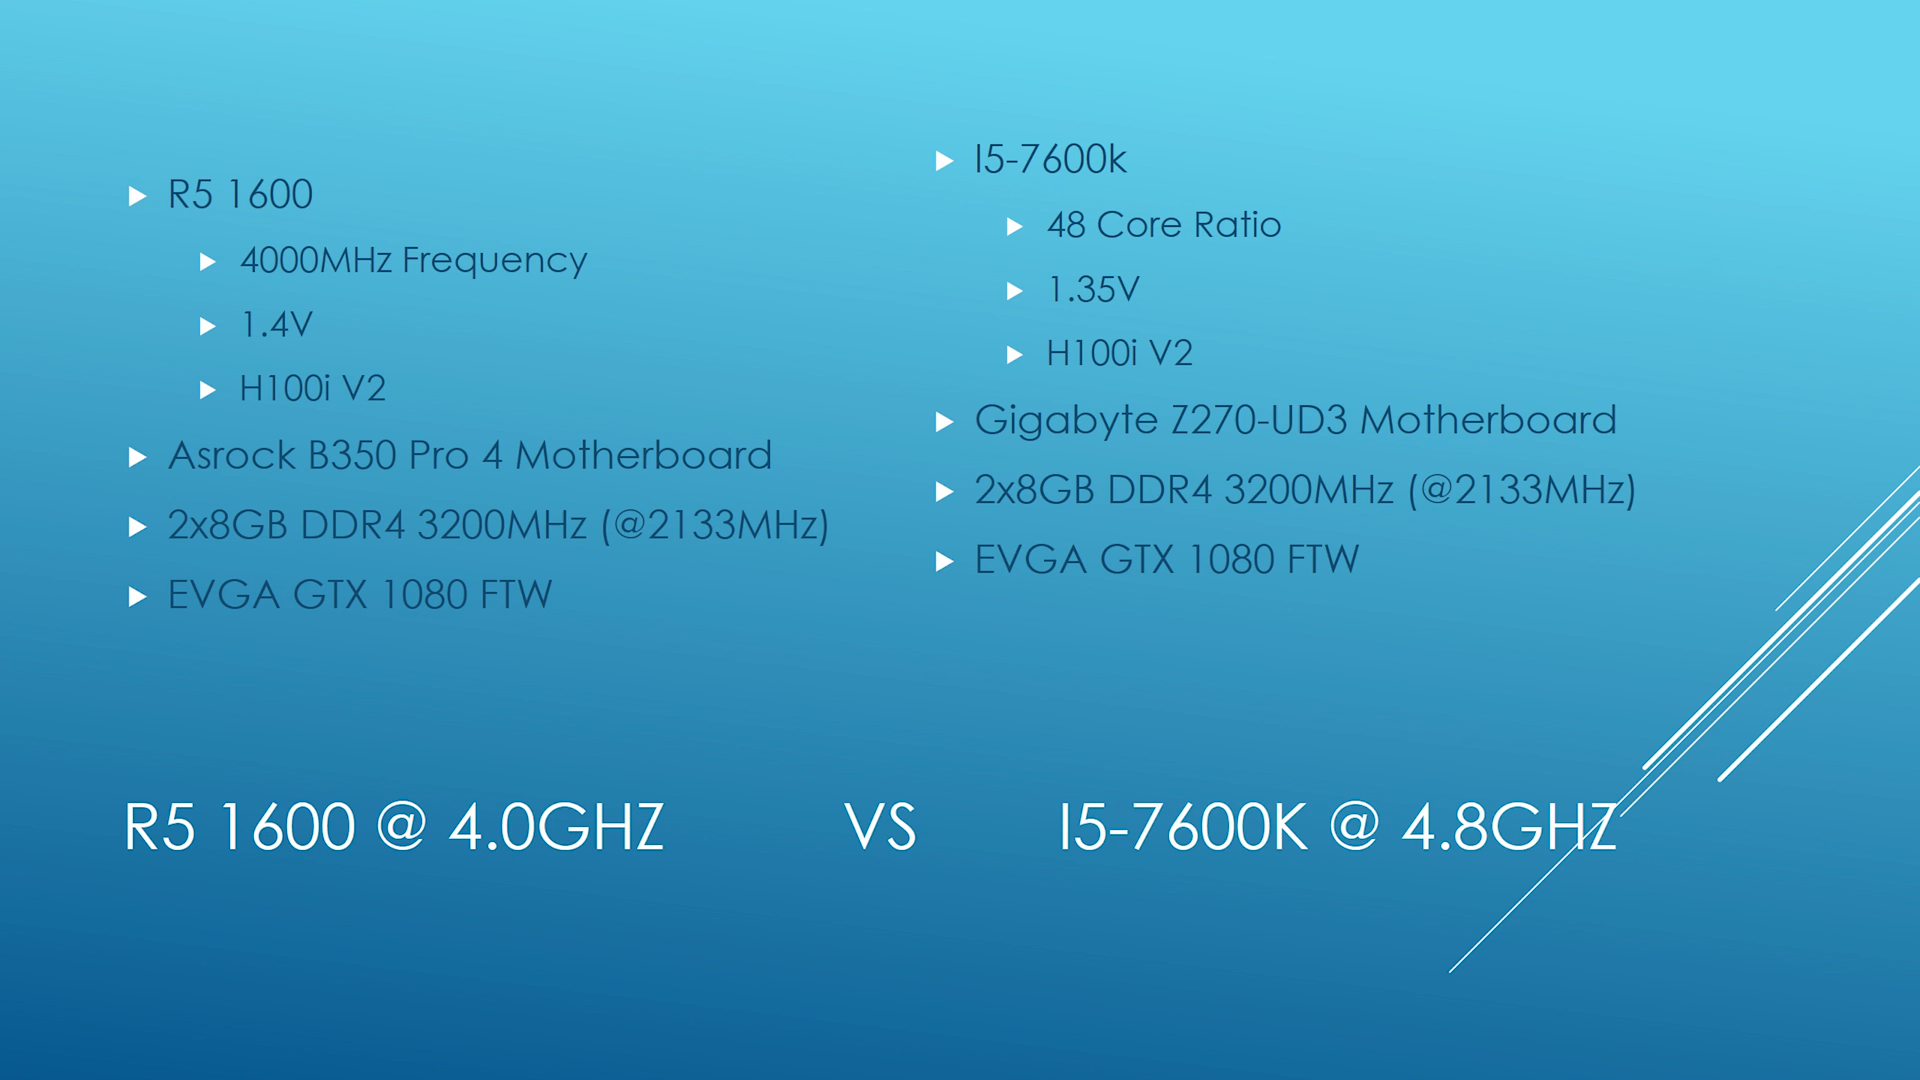 R5 1600
4000MHz Frequency
1.4V
H100i V2
Asrock B350 Pro 4 Motherboard
2x8GB DDR4 3200MHz (@2133MHz)
EVGA GTX 1080 FTW
I5-7600k
48 Core Ratio
1.35V
H100i V2
Gigabyte Z270-UD3 Motherboard
2x8GB DDR4 3200MHz (@2133MHz)
EVGA GTX 1080 FTW
R5 1600 @ 4.0GHZ VS I5-7600K @ 4.8GHZ